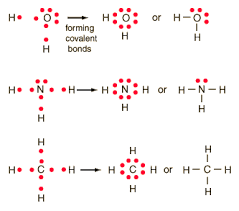 H O H O H or H—O
H forming covalent bonds H
H N H H N H or H—N—H
H H H
H C H H C H or H—C—H
H H H
H